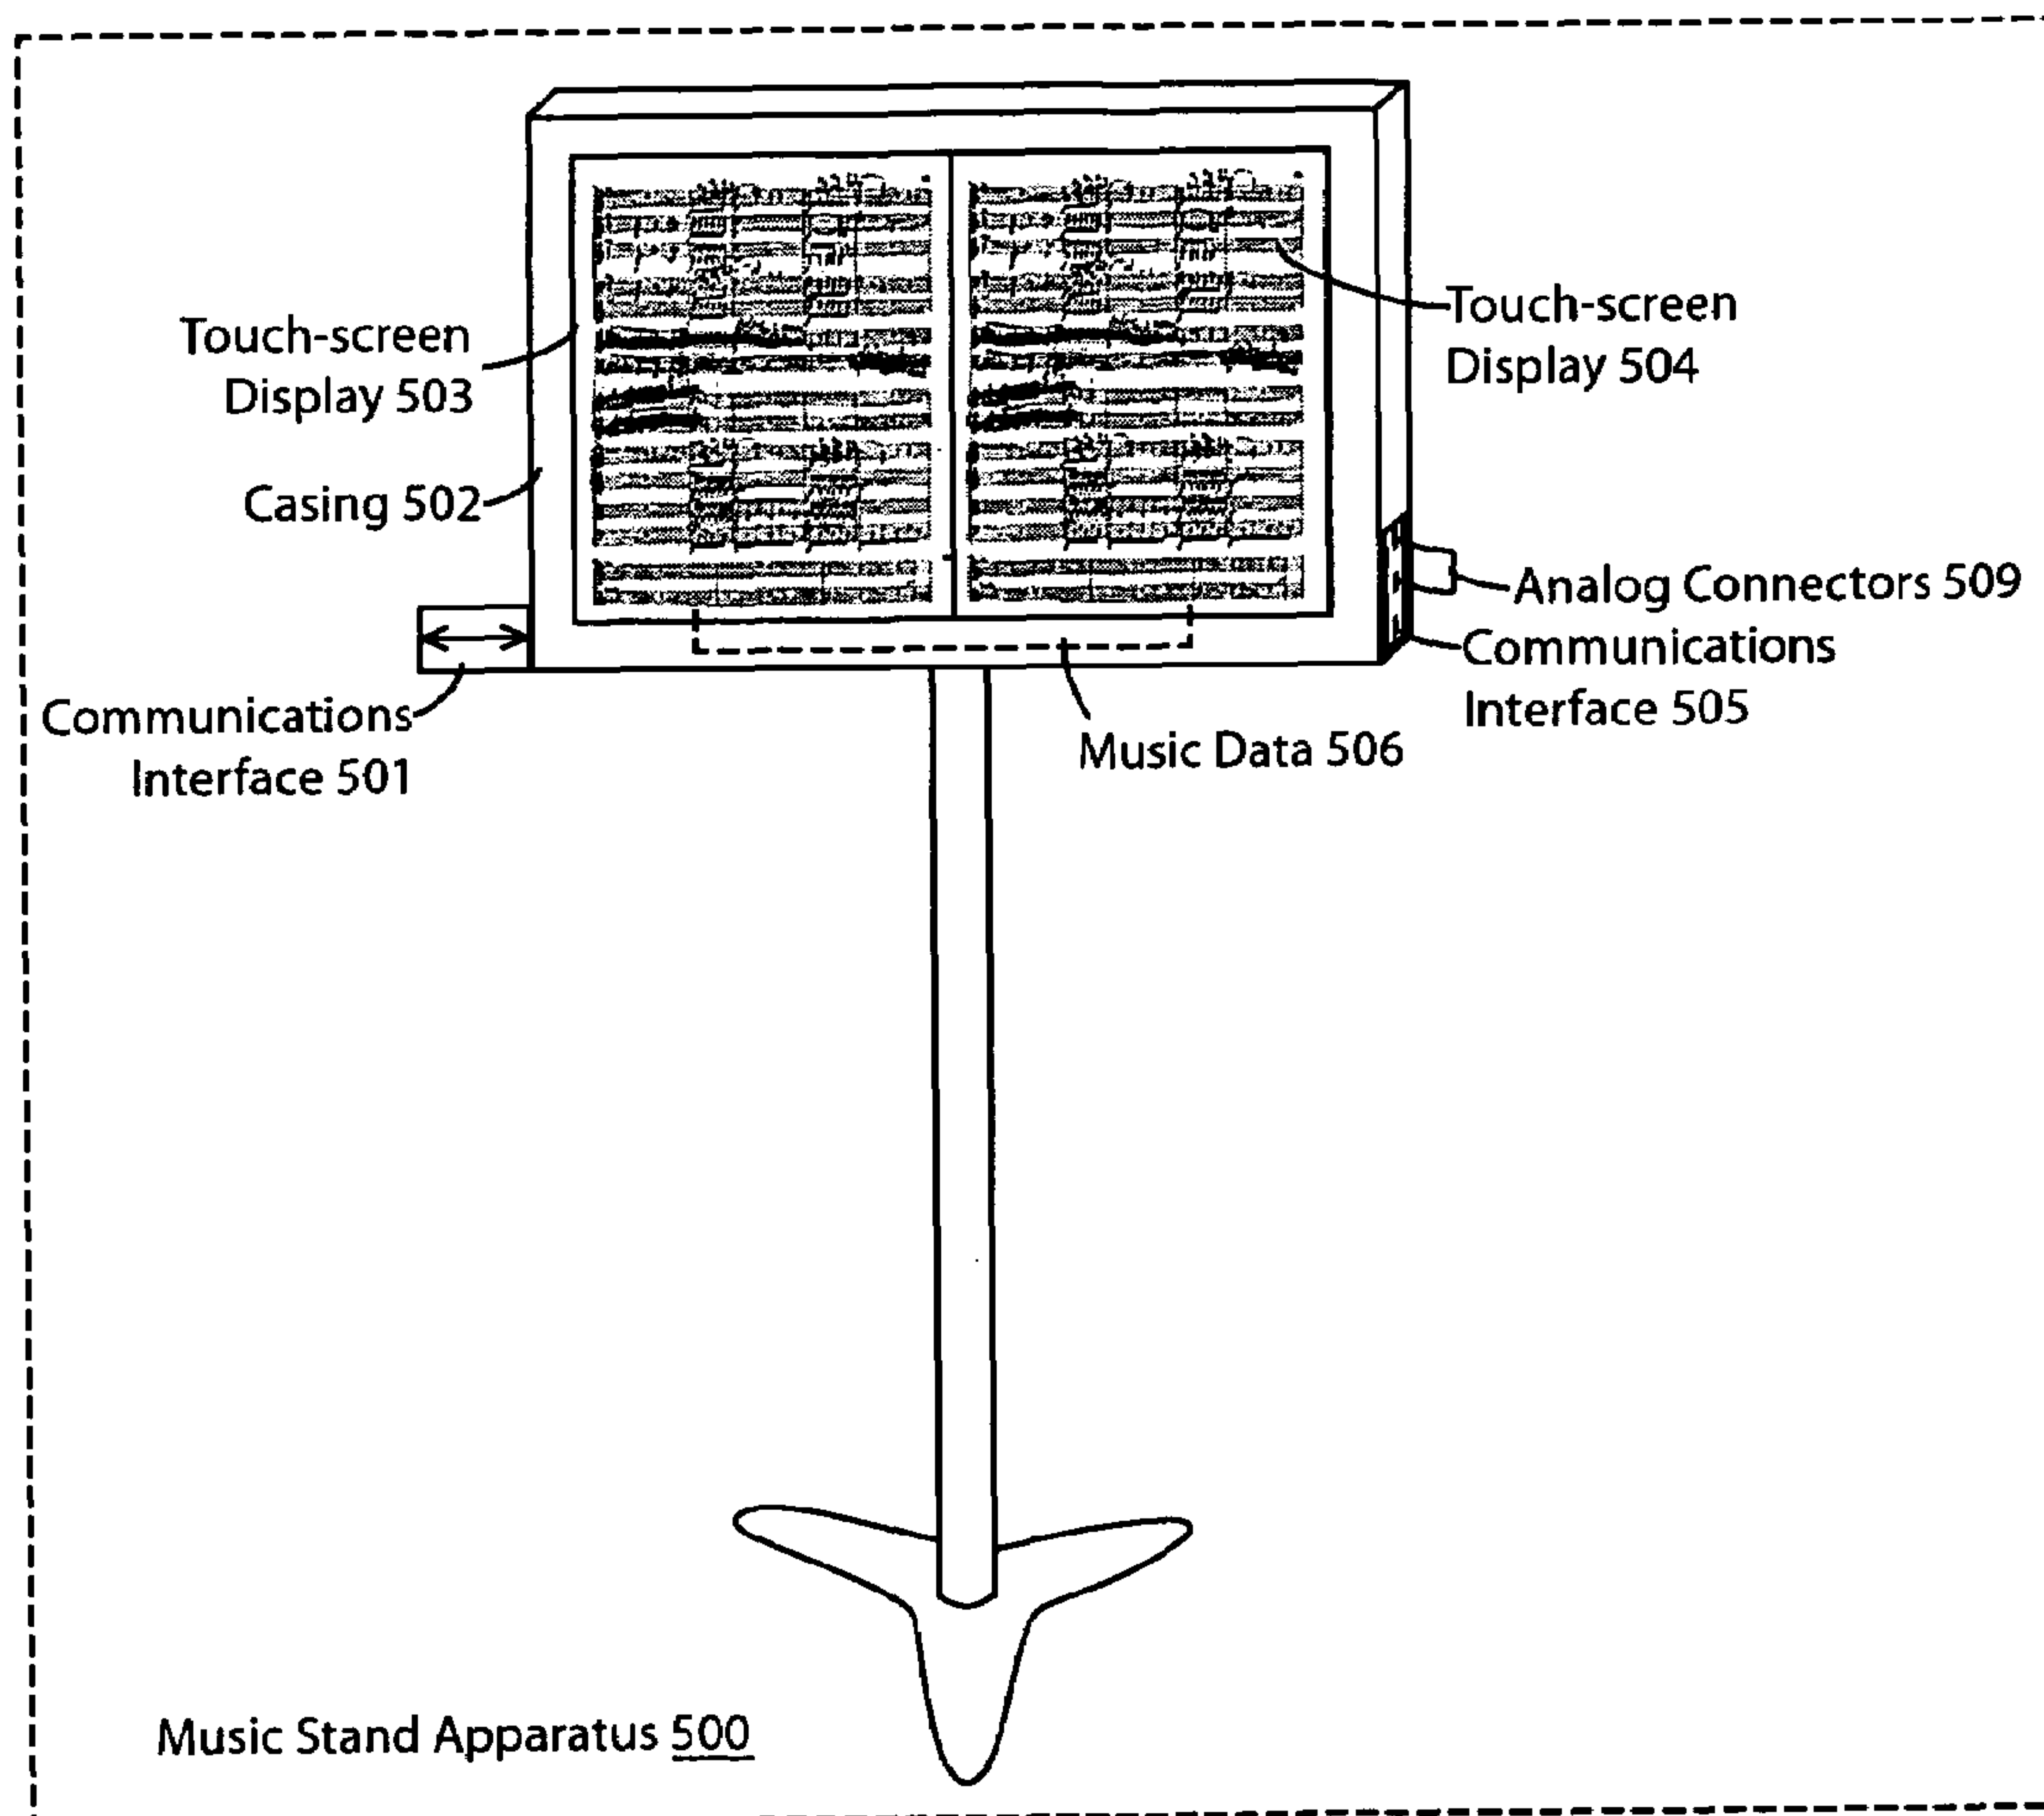 Touch-screen
Display 503
Touch-screen
Display 504
Casing 502
Analog Connectors 509
Communications
Interface 505
Communications
Interface 501
Music Data 506
Music Stand Apparatus 500